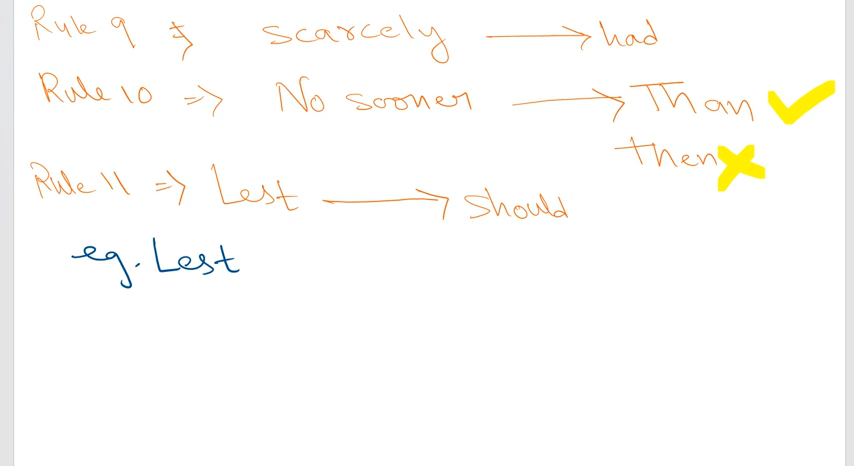 Rule 9 => scarcely → had
Rule 10 => No sooner → Than
then
Rule 11 => Lest → should
eg. Lest